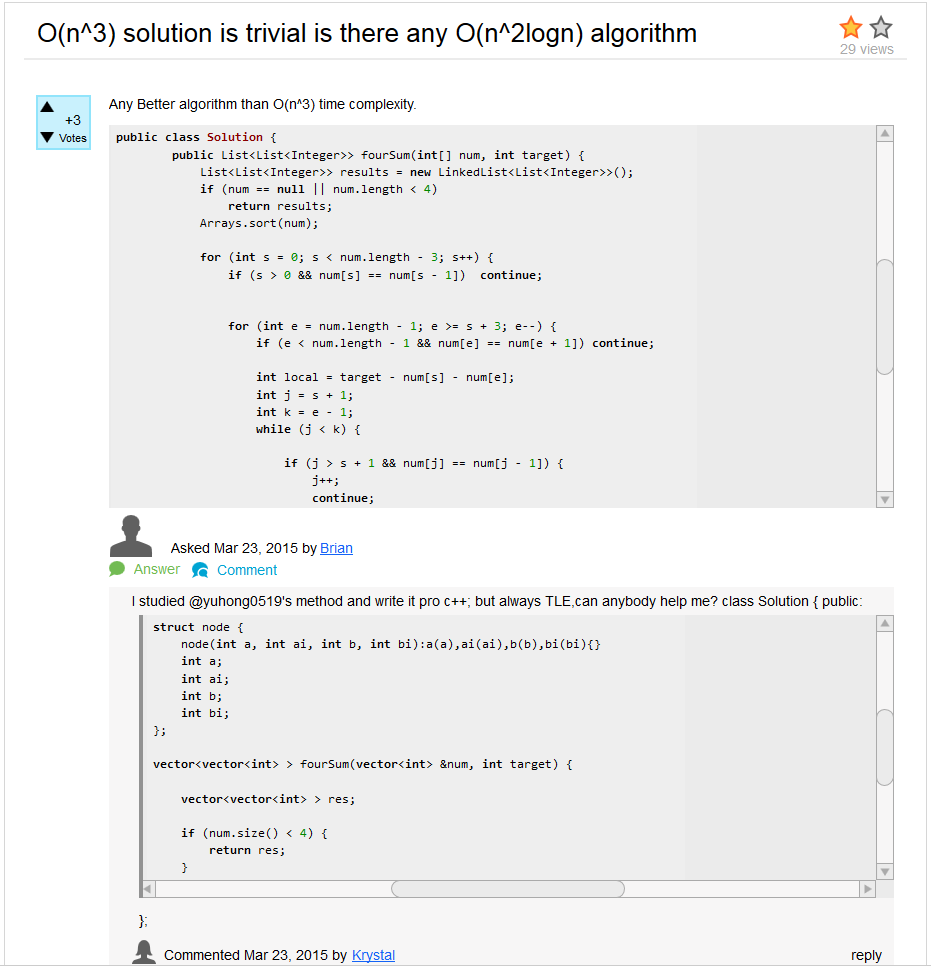 O(n^3) solution is trivial is there any O(n^2logn) algorithm
29 views
+3
Votes
Any Better algorithm than O(n^3) time complexity.
public class Solution {
public List<List<Integer>> fourSum(int[] num, int target) {
List<List<Integer>> results = new LinkedList<List<Integer>>();
if (num == null || num.length < 4)
return results;
Arrays.sort(num);
for (int s = 0; s < num.length - 3; s++) {
if (s > 0 && num[s] == num[s - 1])  continue;
for (int e = num.length - 1; e >= s + 3; e--) {
if (e < num.length - 1 && num[e] == num[e + 1]) continue;
int local = target - num[s] - num[e];
int j = s + 1;
int k = e - 1;
while (j < k) {
if (j > s + 1 && num[j] == num[j - 1]) {
j++;
continue;
Asked Mar 23, 2015 by Brian
Answer Comment
I studied @yuhong0519's method and write it pro c++; but always TLE,can anybody help me? class Solution { public:
struct node {
node(int a, int ai, int b, int bi):a(a),ai(ai),b(b),bi(bi){}
int a;
int ai;
int b;
int bi;
};
vector<vector<int> > fourSum(vector<int> &num, int target) {
vector<vector<int> > res;
if (num.size() < 4) {
return res;
}
};
Commented Mar 23, 2015 by Krystal reply